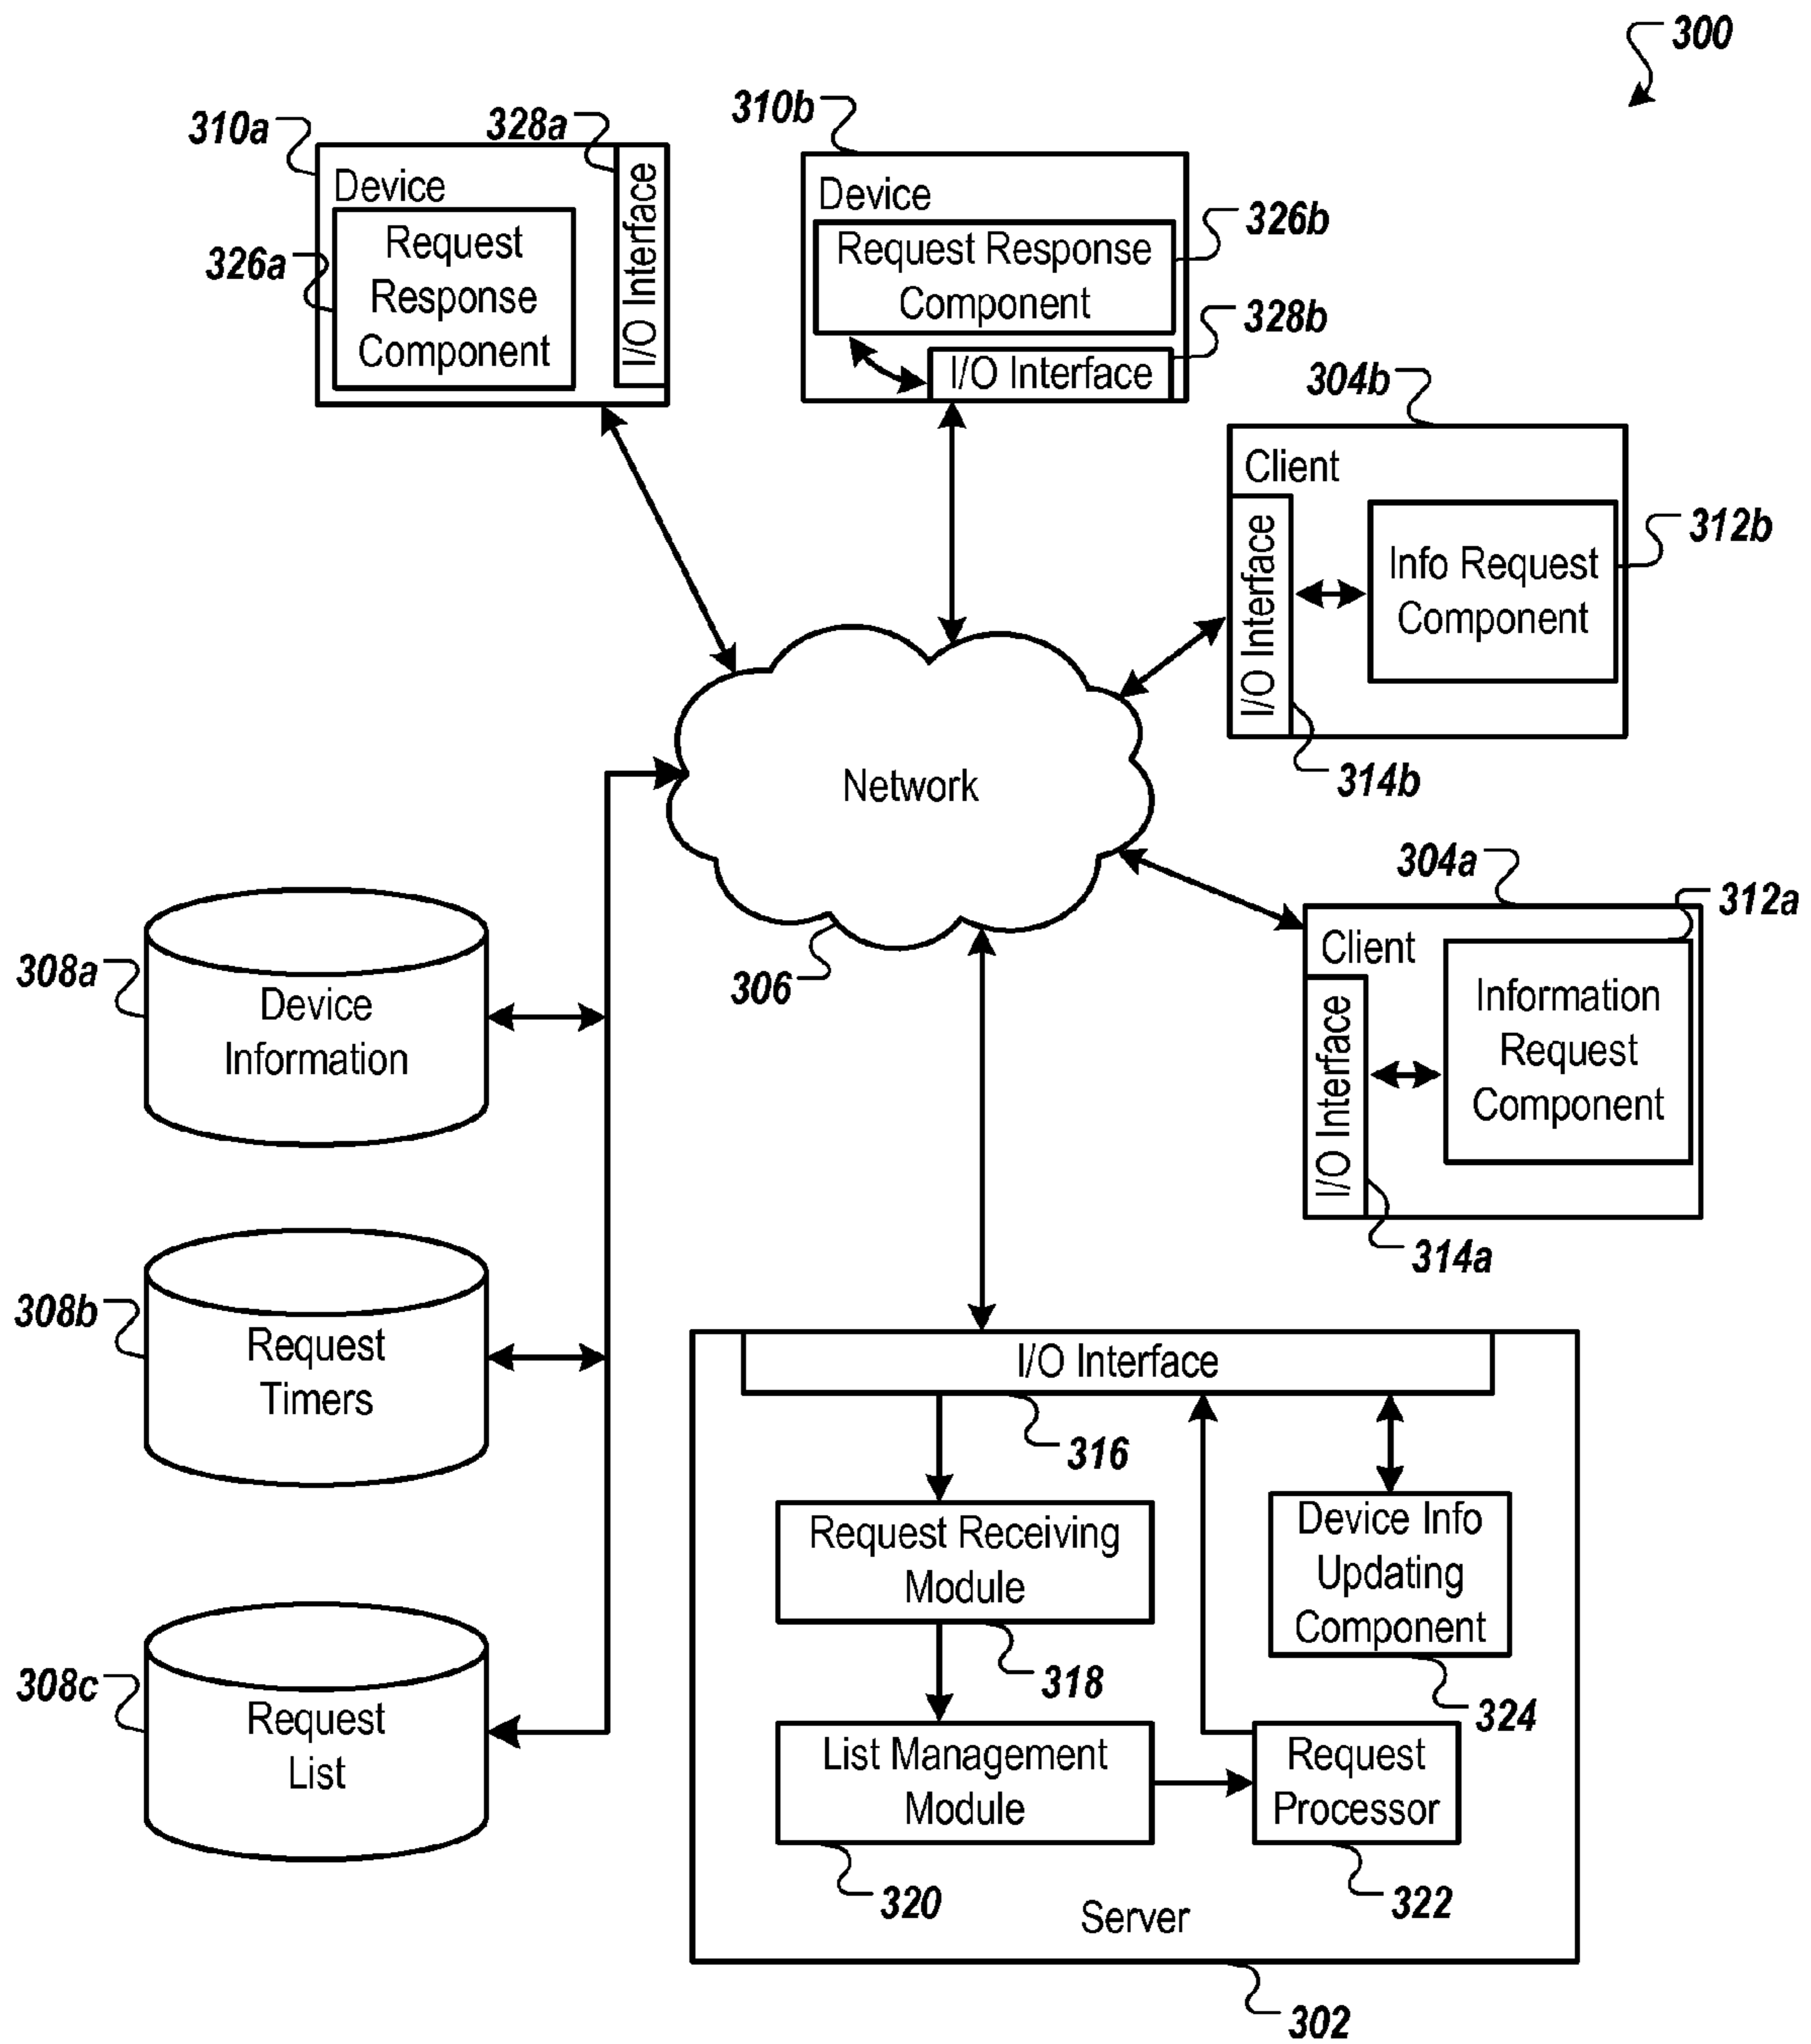 300
310a
328a
Device
Request
Response
Component
I/O Interface
326a
310b
Device
Request Response
Component
326b
I/O Interface
328b
304b
Client
I/O Interface
Info Request
Component
312b
314b
Network
306
304a
312a
Client
I/O Interface
Information
Request
Component
314a
308a
Device
Information
308b
Request
Timers
308c
Request
List
I/O Interface
316
Request Receiving
Module
318
Device Info
Updating
Component
324
List Management
Module
320
Request
Processor
322
Server
302